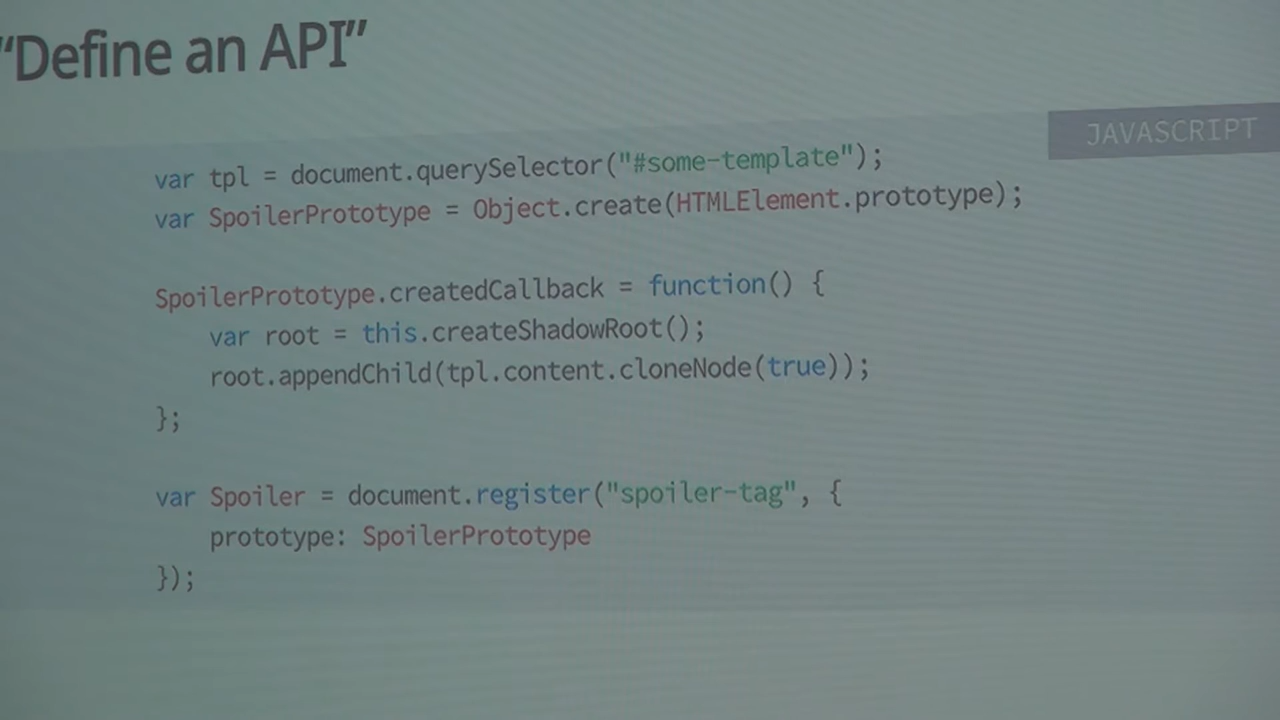 “Define an API”
JAVASCRIPT
var tpl = document.querySelector("#some-template");
var SpoilerPrototype = Object.create(HTMLElement.prototype);
SpoilerPrototype.createdCallback = function() {
    var root = this.createShadowRoot();
    root.appendChild(tpl.content.cloneNode(true));
};
var Spoiler = document.register("spoiler-tag", {
    prototype: SpoilerPrototype
});